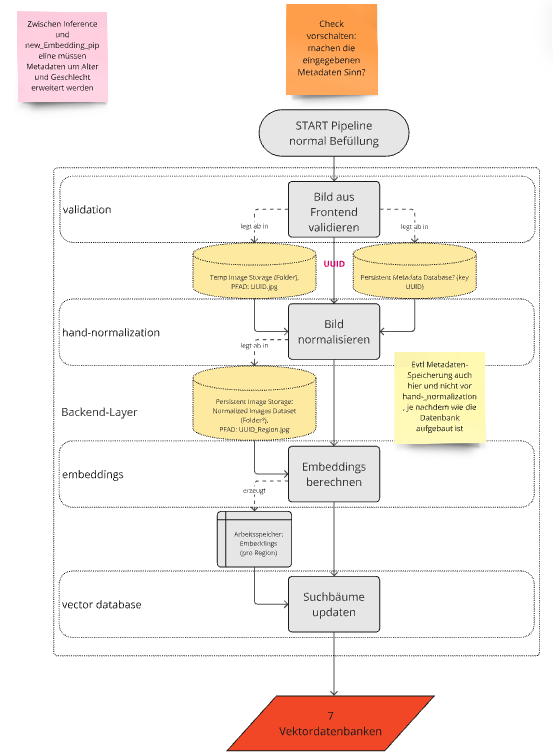 Zwischen Inference
und
new_Embedding_pip
eline müssen
Metadaten um Alter
und Geschlecht
erweitert werden
Check
vorschalten:
machen die
eingegebenen
Metadaten Sinn?
START Pipeline
normal Befüllung
validation
Bild aus
Frontend
validieren
legt ab in
legt ab in
Temp Image Storage (Folder),
PFAD: UUID.jpg
UUID
Persistent Metadata Database? (key
UUID)
hand-normalization
Bild
normalisieren
legt ab in
Evtl Metadaten-
Speicherung auch
hier und nicht vor
hand-_normalization
, je nachdem wie die
Datenbank
aufgebaut ist
Persistent Image Storage:
Normalized Images Dataset
(Folder?),
PFAD: UUID_Region.jpg
Backend-Layer
embeddings
Embeddings
berechnen
erzeugt
Arbeitsspeicher:
Embeddings
(pro Region)
vector database
Suchbäume
updaten
7
Vektordatenbanken